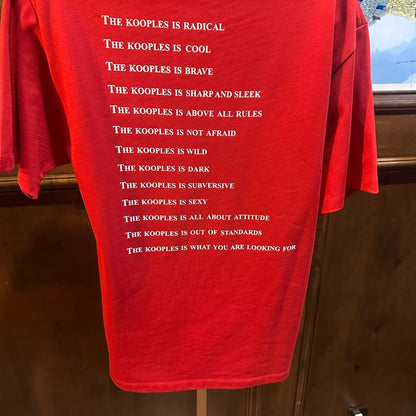 THE KOOPLES IS RADICAL
THE KOOPLES IS COOL
THE KOOPLES IS BRAVE
THE KOOPLES IS SHARP AND SLEEK
THE KOOPLES IS ABOVE ALL RULES
THE KOOPLES IS NOT AFRAID
THE KOOPLES IS WILD
THE KOOPLES IS DARK
THE KOOPLES IS SUBVERSIVE
THE KOOPLES IS SEXY
THE KOOPLES IS ALL ABOUT ATTITUDE
THE KOOPLES IS OUT OF STANDARDS
THE KOOPLES IS WHAT YOU ARE LOOKING FOR